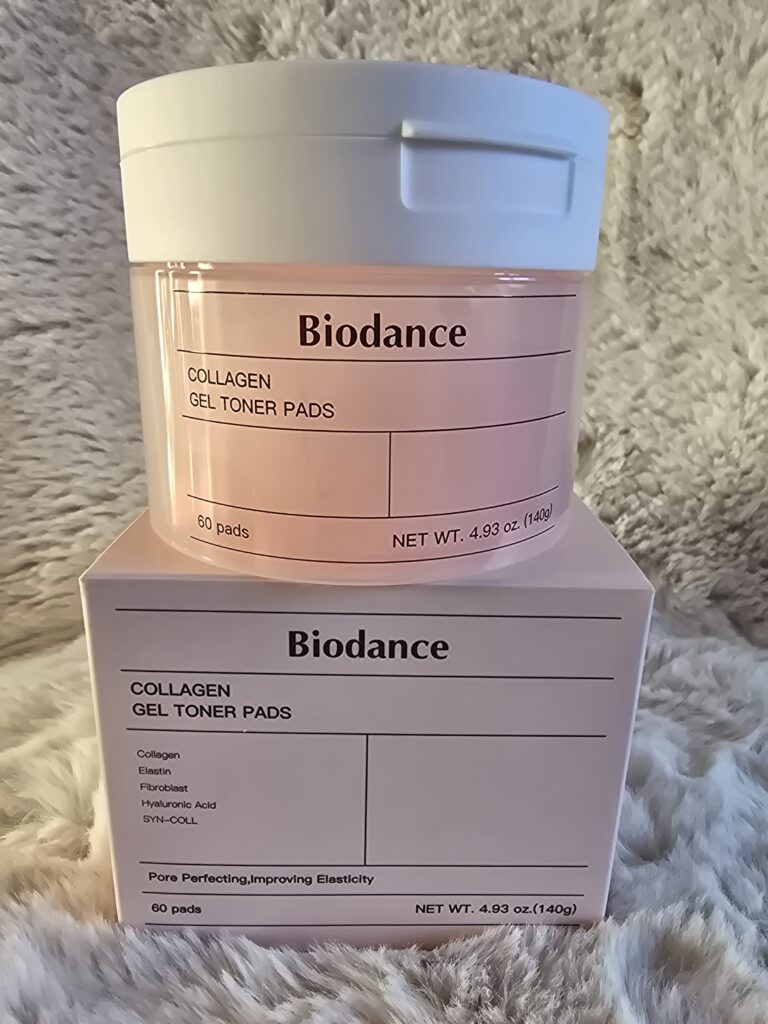 Biodance
COLLAGEN
GEL TONER PADS
60 pads
NET WT. 4.93 oz. (140g)
Biodance
COLLAGEN
GEL TONER PADS
Collagen
Elastin
Fibroblast
Hyaluronic Acid
SYN-COLL
Pore Perfecting,Improving Elasticity
60 pads
NET WT. 4.93 oz.(140g)